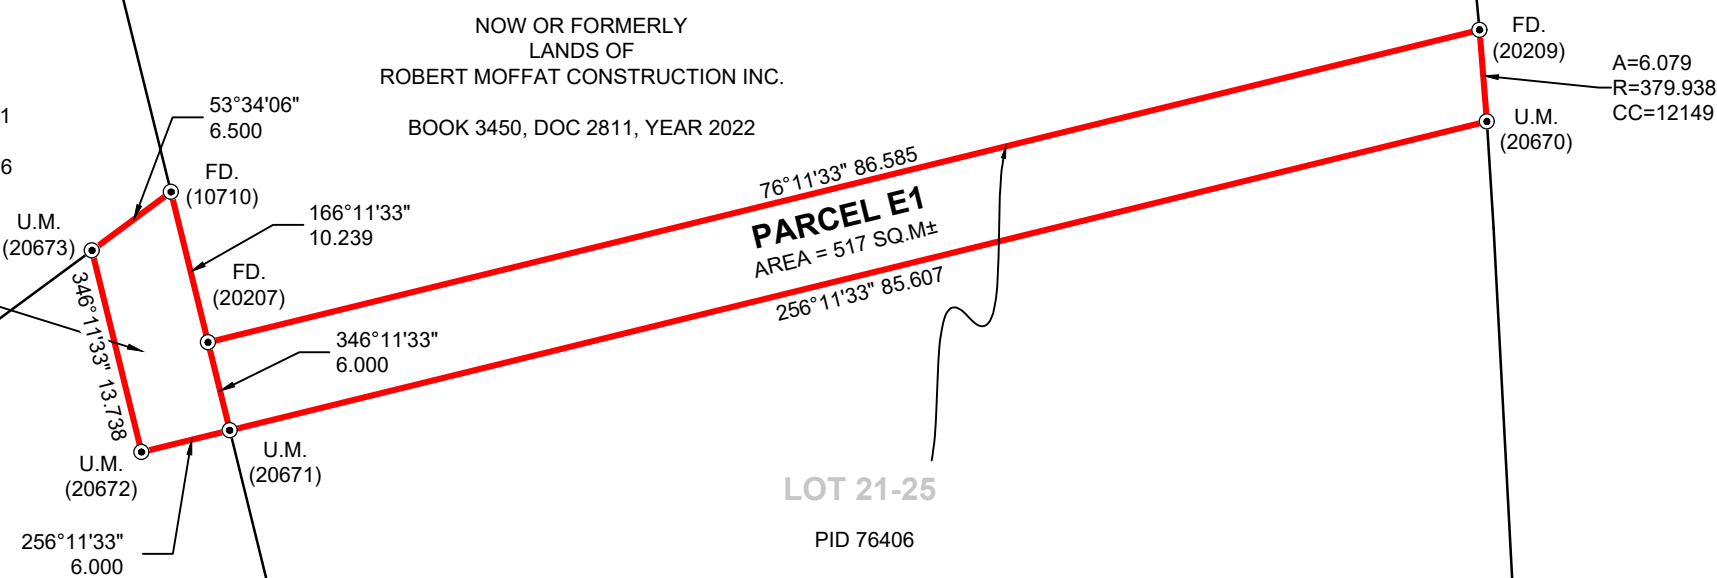 NOW OR FORMERLY
LANDS OF
ROBERT MOFFAT CONSTRUCTION INC.
BOOK 3450, DOC 2811, YEAR 2022
FD.
(20209)
A=6.079
R=379.938
CC=12149
U.M.
(20670)
1
6
53°34'06"
6.500
FD.
(10710)
U.M.
(20673)
166°11'33"
10.239
FD.
(20207)
76°11'33" 86.585
PARCEL E1
AREA = 517 SQ.M±
256°11'33" 85.607
346°11'33" 13.738
346°11'33"
6.000
U.M.
(20671)
U.M.
(20672)
256°11'33"
6.000
LOT 21-25
PID 76406